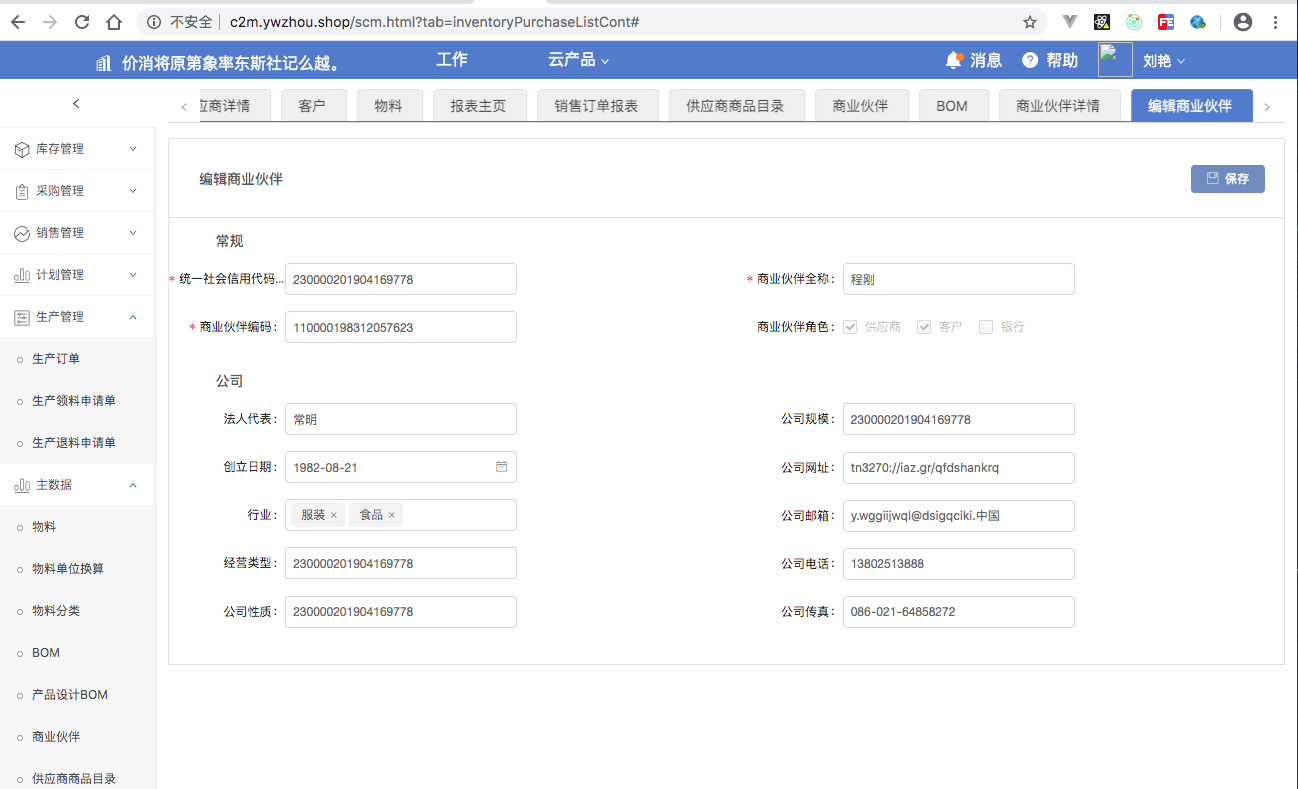 不安全 c2m.ywzhou.shop/scm.html?tab=inventoryPurchaseListCont#
价消将原第象率东斯社记么越。 工作 云产品 消息 帮助 刘艳
应商详情 客户 物料 报表主页 销售订单报表 供应商商品目录 商业伙伴 BOM 商业伙伴详情 编辑商业伙伴
库存管理
采购管理
销售管理
计划管理
生产管理
生产订单
生产领料申请单
生产退料申请单
主数据
物料
物料单位换算
物料分类
BOM
产品设计BOM
商业伙伴
供应商商品目录
编辑商业伙伴 保存
常规
* 统一社会信用代码... 230000201904169778 * 商业伙伴全称: 程刚
* 商业伙伴编码: 110000198312057623 商业伙伴角色: 供应商 客户 银行
公司
法人代表: 常明 公司规模: 230000201904169778
创立日期: 1982-08-21 公司网址: tn3270://iaz.gr/qfdshankrq
行业: 服装 × 食品 × 公司邮箱: y.wggiijwql@dsigqciki.中国
经营类型: 230000201904169778 公司电话: 13802513888
公司性质: 230000201904169778 公司传真: 086-021-64858272